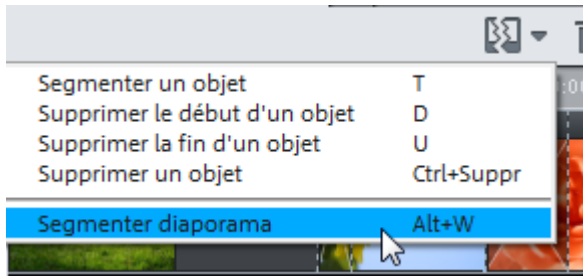 Segmenter un objet T
Supprimer le début d'un objet D
Supprimer la fin d'un objet U
Supprimer un objet Ctrl+Suppr
Segmenter diaporama Alt+W